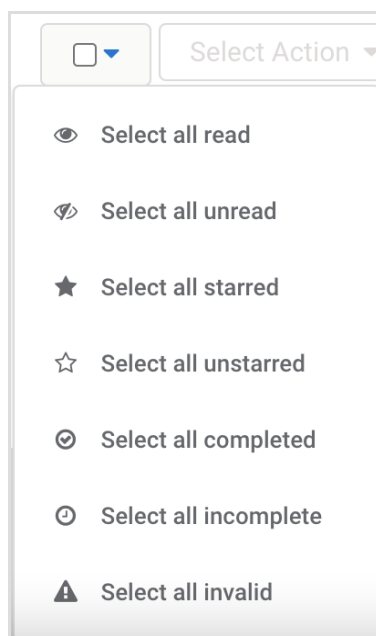 Select Action
Select all read
Select all unread
Select all starred
Select all unstarred
Select all completed
Select all incomplete
Select all invalid